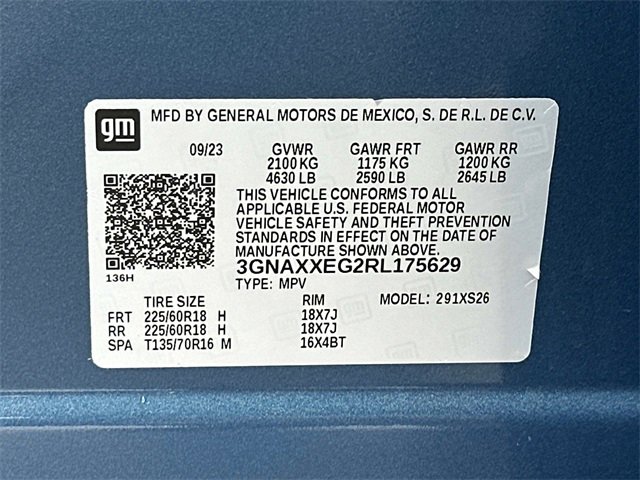 gm
MFD BY GENERAL MOTORS DE MEXICO, S. DE R.L. DE C.V.
09/23 GVWR GAWR FRT GAWR RR
2100 KG 1175 KG 1200 KG
4630 LB 2590 LB 2645 LB
THIS VEHICLE CONFORMS TO ALL
APPLICABLE U.S. FEDERAL MOTOR
VEHICLE SAFETY AND THEFT PREVENTION
STANDARDS IN EFFECT ON THE DATE OF
MANUFACTURE SHOWN ABOVE.
3GNAXXEG2RL175629
136H
TYPE: MPV MODEL: 291XS26
TIRE SIZE RIM
FRT 225/60R18 H 18X7J
RR 225/60R18 H 18X7J
SPA T135/70R16 M 16X4BT